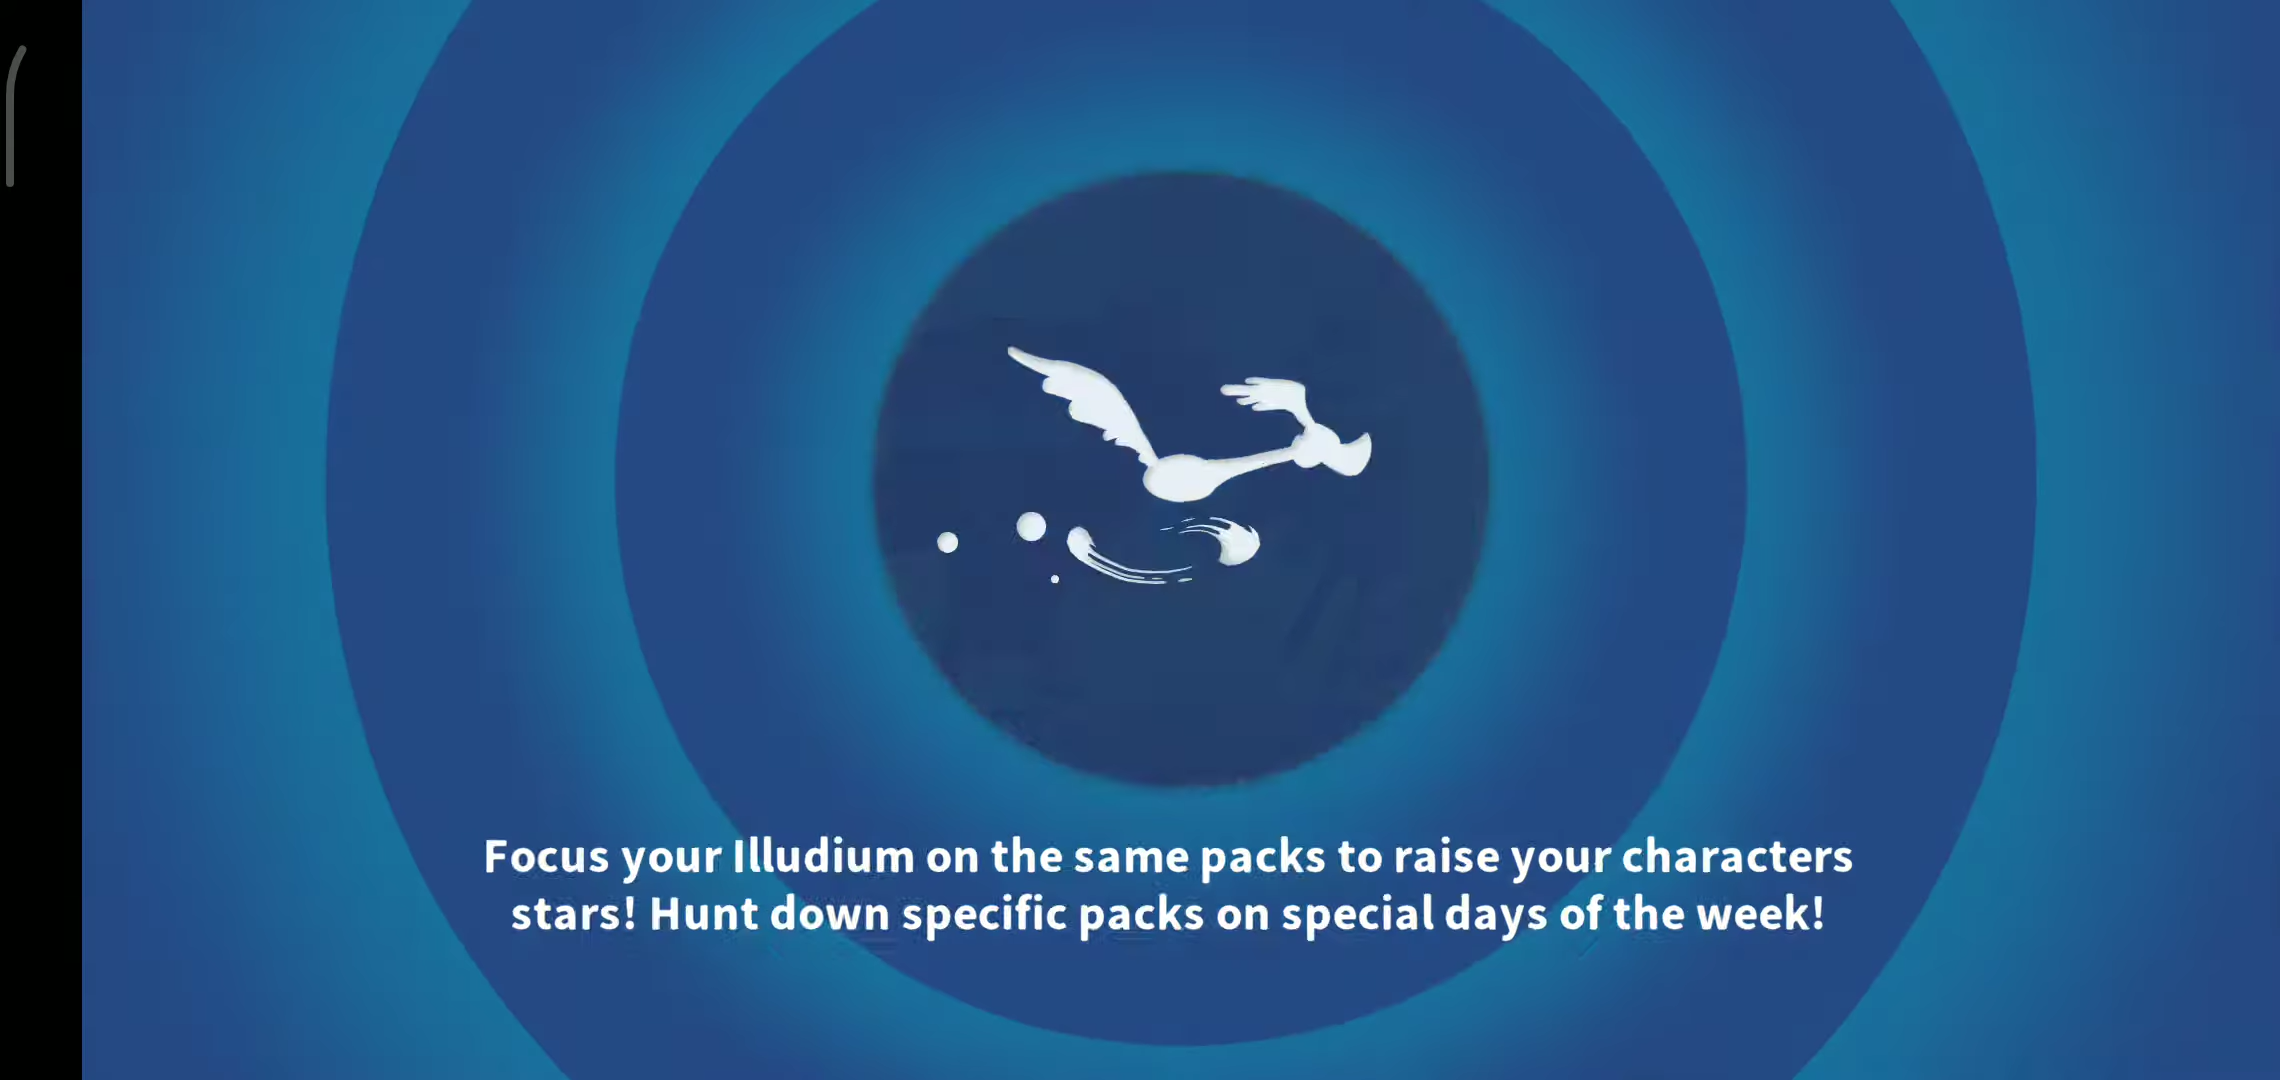 Focus your Illudium on the same packs to raise your characters
stars! Hunt down specific packs on special days of the week!